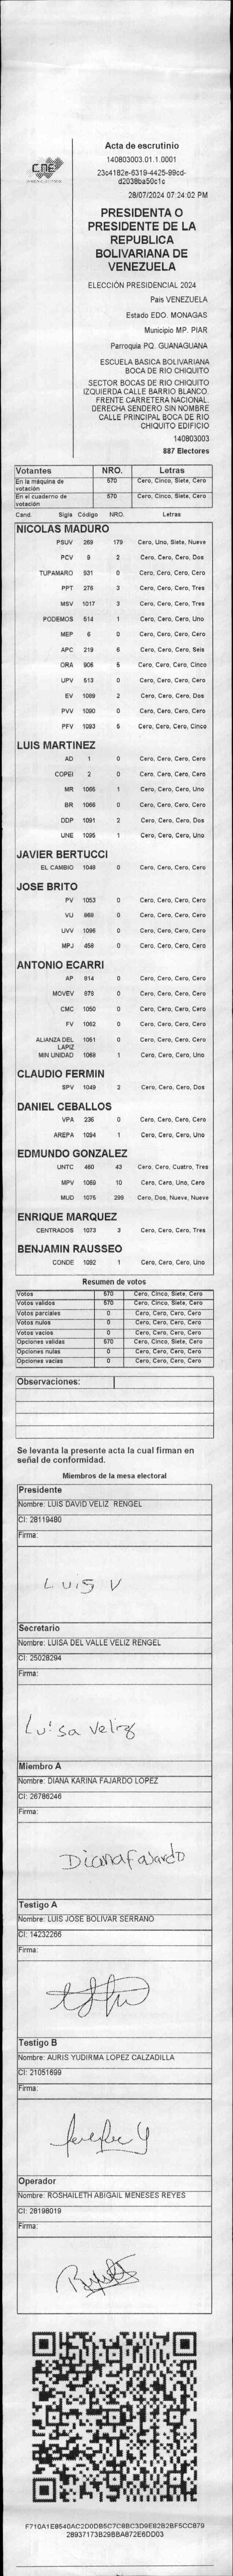 CNE
Acta de escrutinio
140803003.01.1.0001
23c4182e-6319-4425-99cd-
d2038ba50c1c
28/07/2024 07:24:02 PM
PRESIDENTA O
PRESIDENTE DE LA
REPUBLICA
BOLIVARIANA DE
VENEZUELA
ELECCIÓN PRESIDENCIAL 2024
Pais VENEZUELA
Estado EDO. MONAGAS
Municipio MP. PIAR
Parroquia PQ. GUANAGUANA
ESCUELA BASICA BOLIVARIANA
BOCA DE RIO CHIQUITO
SECTOR BOCAS DE RIO CHIQUITO
IZQUIERDA CALLE BARRIO BLANCO.
FRENTE CARRETERA NACIONAL.
DERECHA SENDERO SIN NOMBRE
CALLE PRINCIPAL BOCA DE RIO
CHIQUITO EDIFICIO
140803003
887 Electores
Votantes NRO. Letras
En la máquina de votación 570 Cero, Cinco, Siete, Cero
En el cuaderno de votación 570 Cero, Cinco, Siete, Cero
Cand. Sigla Código NRO. Letras
NICOLAS MADURO
PSUV 269 179 Cero, Uno, Siete, Nueve
PCV 9 2 Cero, Cero, Cero, Dos
TUPAMARO 931 0 Cero, Cero, Cero, Cero
PPT 275 3 Cero, Cero, Cero, Tres
MSV 1017 3 Cero, Cero, Cero, Tres
PODEMOS 514 1 Cero, Cero, Cero, Uno
MEP 6 0 Cero, Cero, Cero, Cero
APC 219 6 Cero, Cero, Cero, Seis
ORA 906 5 Cero, Cero, Cero, Cinco
UPV 513 0 Cero, Cero, Cero, Cero
EV 1089 2 Cero, Cero, Cero, Dos
PVV 1090 0 Cero, Cero, Cero, Cero
PFV 1093 5 Cero, Cero, Cero, Cinco
LUIS MARTINEZ
AD 1 0 Cero, Cero, Cero, Cero
COPEI 2 0 Cero, Cero, Cero, Cero
MR 1065 1 Cero, Cero, Cero, Uno
BR 1066 0 Cero, Cero, Cero, Cero
DDP 1091 2 Cero, Cero, Cero, Dos
UNE 1095 1 Cero, Cero, Cero, Uno
JAVIER BERTUCCI
EL CAMBIO 1048 0 Cero, Cero, Cero, Cero
JOSE BRITO
PV 1053 0 Cero, Cero, Cero, Cero
VU 869 0 Cero, Cero, Cero, Cero
UVV 1096 0 Cero, Cero, Cero, Cero
MPJ 458 0 Cero, Cero, Cero, Cero
ANTONIO ECARRI
AP 814 0 Cero, Cero, Cero, Cero
MOVEV 879 0 Cero, Cero, Cero, Cero
CMC 1050 0 Cero, Cero, Cero, Cero
FV 1062 0 Cero, Cero, Cero, Cero
ALIANZA DEL LAPIZ 1051 0 Cero, Cero, Cero, Cero
MIN UNIDAD 1068 1 Cero, Cero, Cero, Uno
CLAUDIO FERMIN
SPV 1049 2 Cero, Cero, Cero, Dos
DANIEL CEBALLOS
VPA 236 0 Cero, Cero, Cero, Cero
AREPA 1094 1 Cero, Cero, Cero, Uno
EDMUNDO GONZALEZ
UNTC 460 43 Cero, Cero, Cuatro, Tres
MPV 1069 10 Cero, Cero, Uno, Cero
MUD 1075 299 Cero, Dos, Nueve, Nueve
ENRIQUE MARQUEZ
CENTRADOS 1073 3 Cero, Cero, Cero, Tres
BENJAMIN RAUSSEO
CONDE 1092 1 Cero, Cero, Cero, Uno
Resumen de votos
Votos 570 Cero, Cinco, Siete, Cero
Votos validos 570 Cero, Cinco, Siete, Cero
Votos parciales 0 Cero, Cero, Cero, Cero
Votos nulos 0 Cero, Cero, Cero, Cero
Votos vacios 0 Cero, Cero, Cero, Cero
Opciones validas 570 Cero, Cinco, Siete, Cero
Opciones nulas 0 Cero, Cero, Cero, Cero
Opciones vacias 0 Cero, Cero, Cero, Cero
Observaciones:
Se levanta la presente acta la cual firman en
señal de conformidad.
Miembros de la mesa electoral
Presidente
Nombre: LUIS DAVID VELIZ RENGEL
CI: 28119480
Firma:
Luis V
Secretario
Nombre: LUISA DEL VALLE VELIZ RENGEL
CI: 25028294
Firma:
Luisa Veliz
Miembro A
Nombre: DIANA KARINA FAJARDO LOPEZ
CI: 26786246
Firma:
Diana Fajardo
Testigo A
Nombre: LUIS JOSE BOLIVAR SERRANO
CI: 14232266
Firma:
Testigo B
Nombre: AURIS YUDIRMA LOPEZ CALZADILLA
CI: 21051699
Firma:
Operador
Nombre: ROSHAILETH ABIGAIL MENESES REYES
CI: 28198019
Firma:
F710A1E8540AC2D0DB5C7C8BC3D9E82B2BF5CC879
28937173B29BBA872E6DD03